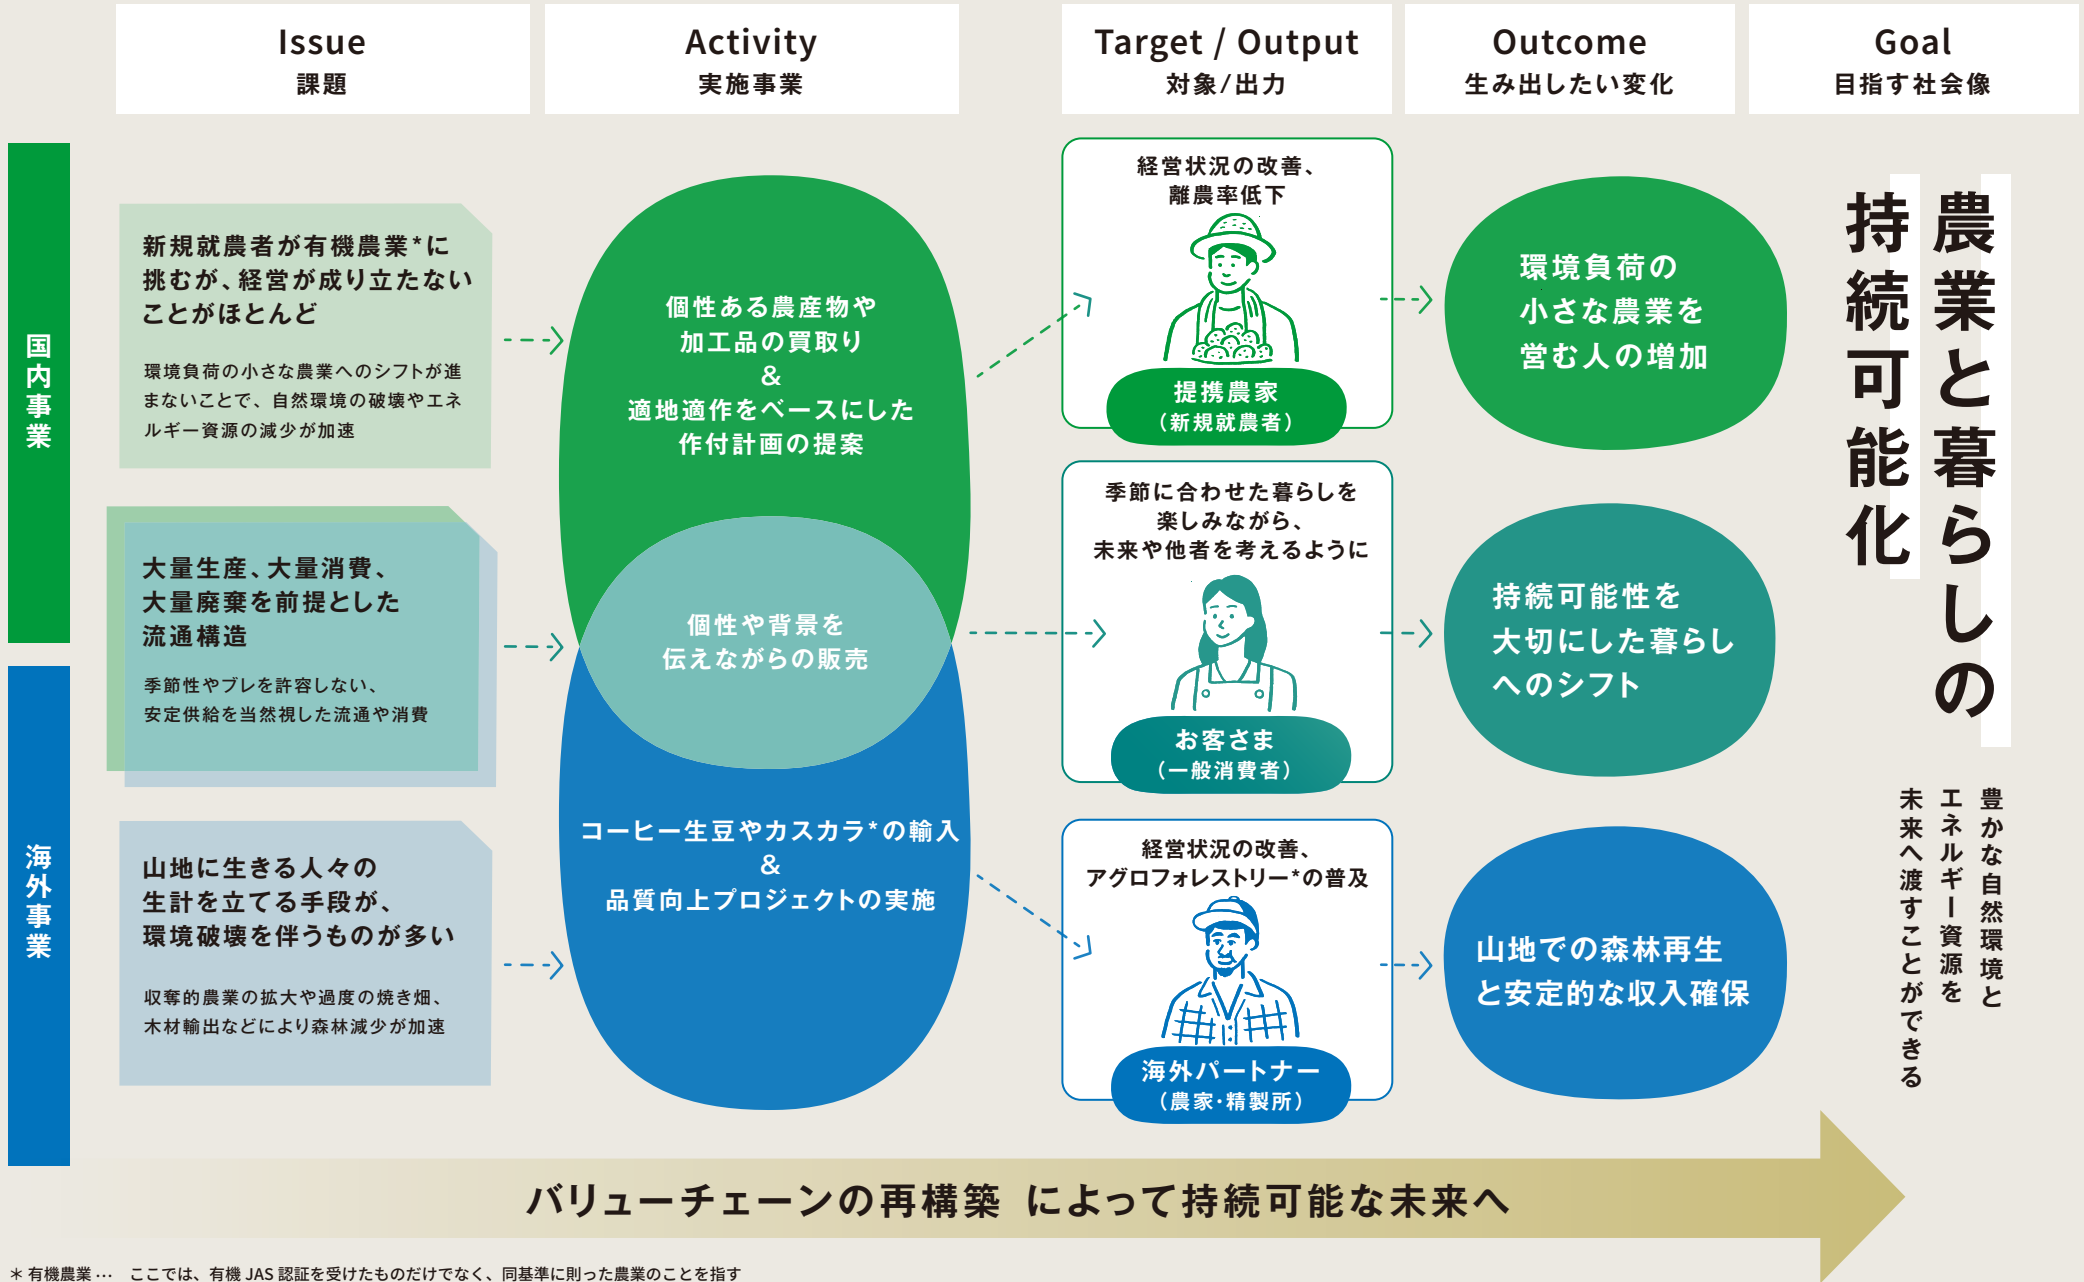 Issue
課題
Activity
実施事業
Target / Output
対象/出力
Outcome
生み出したい変化
Goal
目指す社会像
国内事業
新規就農者が有機農業*に
挑むが、経営が成り立たない
ことがほとんど
環境負荷の小さな農業へのシフトが進
まないことで、自然環境の破壊やエネ
ルギー資源の減少が加速
大量生産、大量消費、
大量廃棄を前提とした
流通構造
季節性やブレを許容しない、
安定供給を当然視した流通や消費
海外事業
山地に生きる人々の
生計を立てる手段が、
環境破壊を伴うものが多い
収奪的農業の拡大や過度の焼き畑、
木材輸出などにより森林減少が加速
個性ある農産物や
加工品の買取り
&
適地適作をベースにした
作付計画の提案
個性や背景を
伝えながらの販売
コーヒー生豆やカスカラ*の輸入
&
品質向上プロジェクトの実施
経営状況の改善、
離農率低下
提携農家
（新規就農者）
季節に合わせた暮らしを
楽しみながら、
未来や他者を考えるように
お客さま
（一般消費者）
経営状況の改善、
アグロフォレストリー*の普及
海外パートナー
（農家・精製所）
環境負荷の
小さな農業を
営む人の増加
持続可能性を
大切にした暮らし
へのシフト
山地での森林再生
と安定的な収入確保
農業と暮らしの
持続可能化
豊かな自然環境と
エネルギー資源を
未来へ渡すことができる
バリューチェーンの再構築 によって持続可能な未来へ
＊有機農業… ここでは、有機 JAS 認証を受けたものだけでなく、同基準に則った農業のことを指す